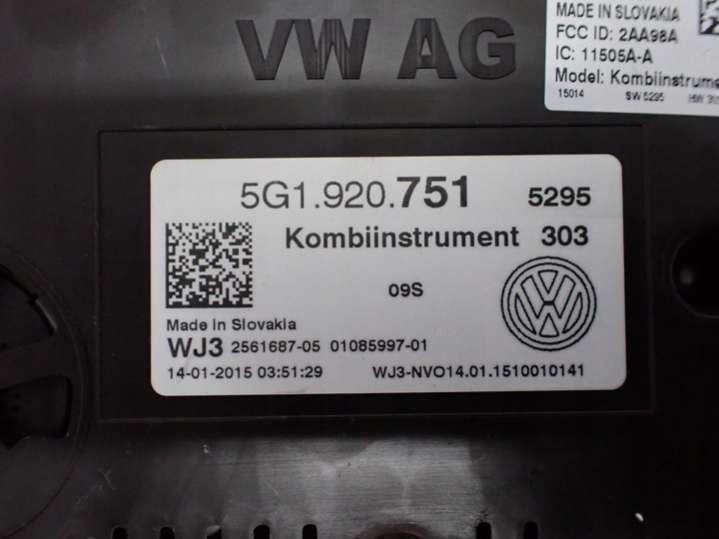 VW AG
MADE IN SLOVAKIA
FCC ID: 2AA98A
IC: 11505A-A
Model: Kombiinstrume
15014 SW 5295 HW 30
5G1.920.751 5295
Kombiinstrument 303
09S
Made in Slovakia
WJ3 2561687-05 01085997-01
14-01-2015 03:51:29 WJ3-NVO14.01.1510010141